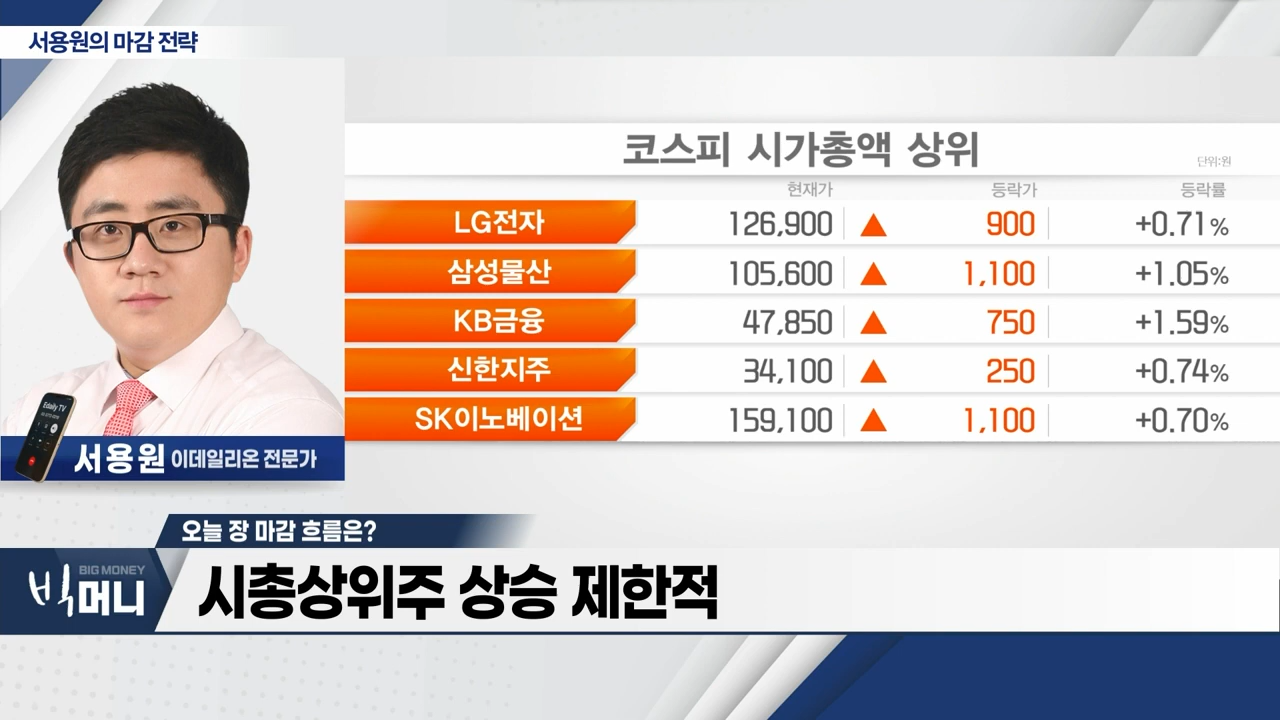 서용원의 마감 전략
코스피 시가총액 상위
단위:원
현재가 등락가 등락률
LG전자 126,900 ▲ 900 +0.71%
삼성물산 105,600 ▲ 1,100 +1.05%
KB금융 47,850 ▲ 750 +1.59%
신한지주 34,100 ▲ 250 +0.74%
SK이노베이션 159,100 ▲ 1,100 +0.70%
Edaily TV
서용원 이데일리온 전문가
오늘 장 마감 흐름은?
BIG MONEY
빅머니
시총상위주 상승 제한적